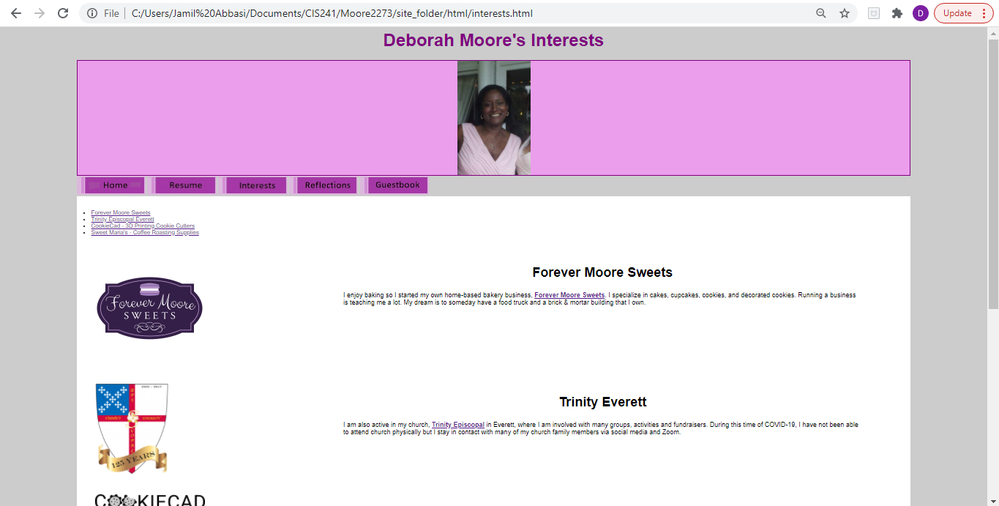 File C:/Users/Jamil%20Abbasi/Documents/CIS241/Moore2273/site_folder/html/interests.html
D
Update
Deborah Moore's Interests
Home Resume Interests Reflections Guestbook
Forever Moore Sweets
Trinity Episcopal Everett
CookieCad - 3D Printing Cookie Cutters
Sweet Maria's - Coffee Roasting Supplies
Forever Moore
SWEETS
Forever Moore Sweets
I enjoy baking so I started my own home-based bakery business, Forever Moore Sweets. I specialize in cakes, cupcakes, cookies, and decorated cookies. Running a business
is teaching me a lot. My dream is to someday have a food truck and a brick & mortar building that I own.
TRINITY EVERETT
125 YEARS
Trinity Everett
I am also active in my church, Trinity Episcopal in Everett, where I am involved with many groups, activities and fundraisers. During this time of COVID-19, I have not been able
to attend church physically but I stay in contact with many of my church family members via social media and Zoom.
COOKIECAD